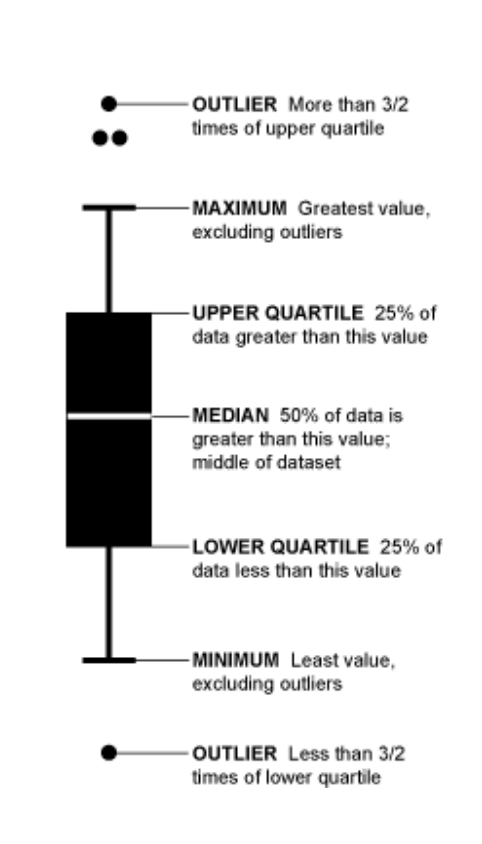 OUTLIER More than 3/2
times of upper quartile
MAXIMUM Greatest value,
excluding outliers
UPPER QUARTILE 25% of
data greater than this value
MEDIAN 50% of data is
greater than this value;
middle of dataset
LOWER QUARTILE 25% of
data less than this value
MINIMUM Least value,
excluding outliers
OUTLIER Less than 3/2
times of lower quartile